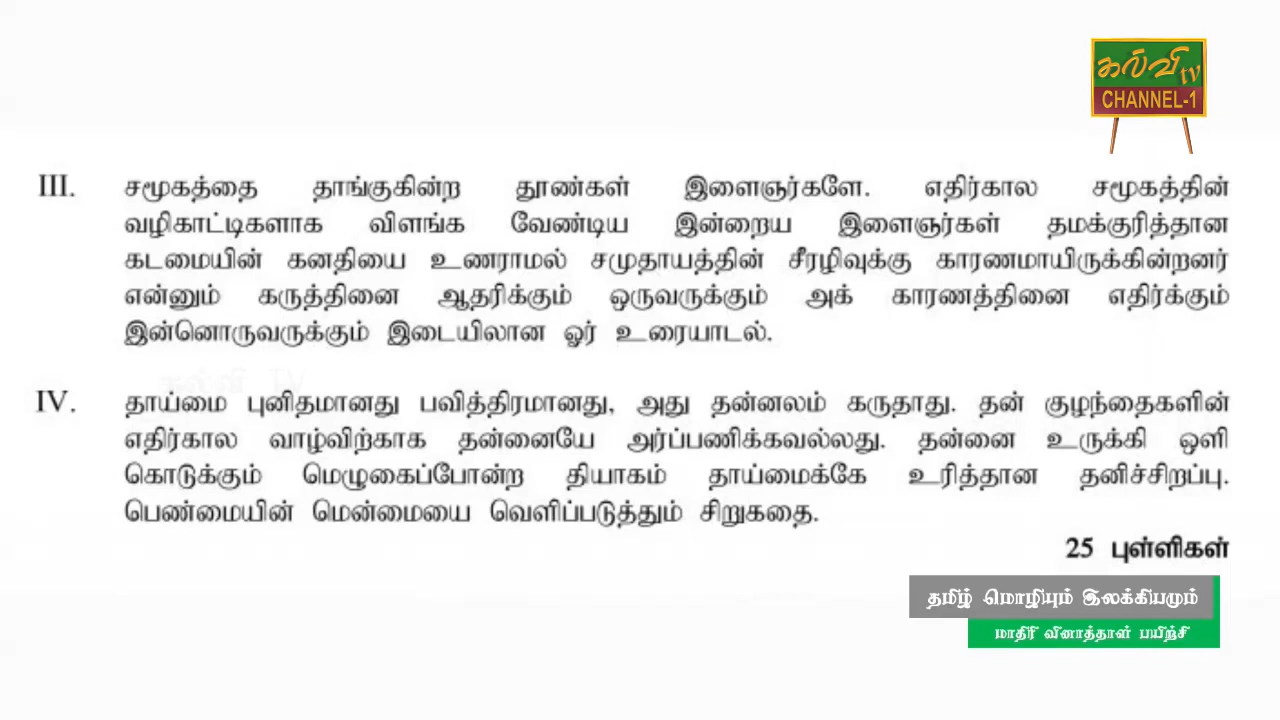 கல்வி tv
CHANNEL-1
III. சமூகத்தை தாங்குகின்ற தூண்கள் இளைஞர்களே. எதிர்கால சமூகத்தின்
வழிகாட்டிகளாக விளங்க வேண்டிய இன்றைய இளைஞர்கள் தமக்குரித்தான
கடமையின் கனதியை உணராமல் சமுதாயத்தின் சீரழிவுக்கு காரணமாயிருக்கின்றனர்
என்னும் கருத்தினை ஆதரிக்கும் ஒருவருக்கும் அக் காரணத்தினை எதிர்க்கும்
இன்னொருவருக்கும் இடையிலான ஓர் உரையாடல்.
கல்வி TV
IV. தாய்மை புனிதமானது பவித்திரமானது, அது தன்னலம் கருதாது. தன் குழந்தைகளின்
எதிர்கால வாழ்விற்காக தன்னையே அர்ப்பணிக்கவல்லது. தன்னை உருக்கி ஒளி
கொடுக்கும் மெழுகைப்போன்ற தியாகம் தாய்மைக்கே உரித்தான தனிச்சிறப்பு.
பெண்மையின் மென்மையை வெளிப்படுத்தும் சிறுகதை.
25 புள்ளிகள்
தமிழ் மொழியும் இலக்கியமும்
மாதிரி வினாத்தாள் பயிற்சி